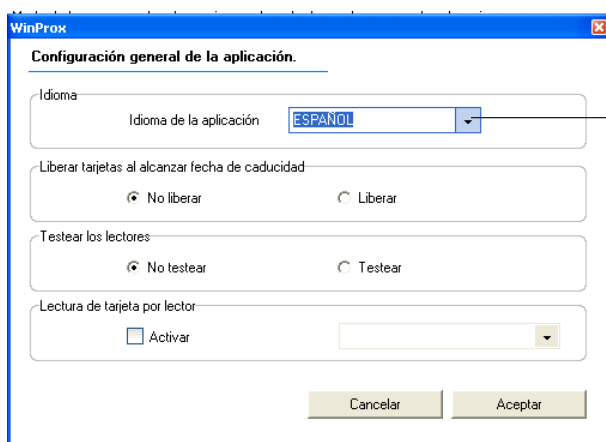 WinProx
Configuración general de la aplicación.
Idioma
Idioma de la aplicación ESPAÑOL
Liberar tarjetas al alcanzar fecha de caducidad
No liberar Liberar
Testear los lectores
No testear Testear
Lectura de tarjeta por lector
Activar
Cancelar Aceptar